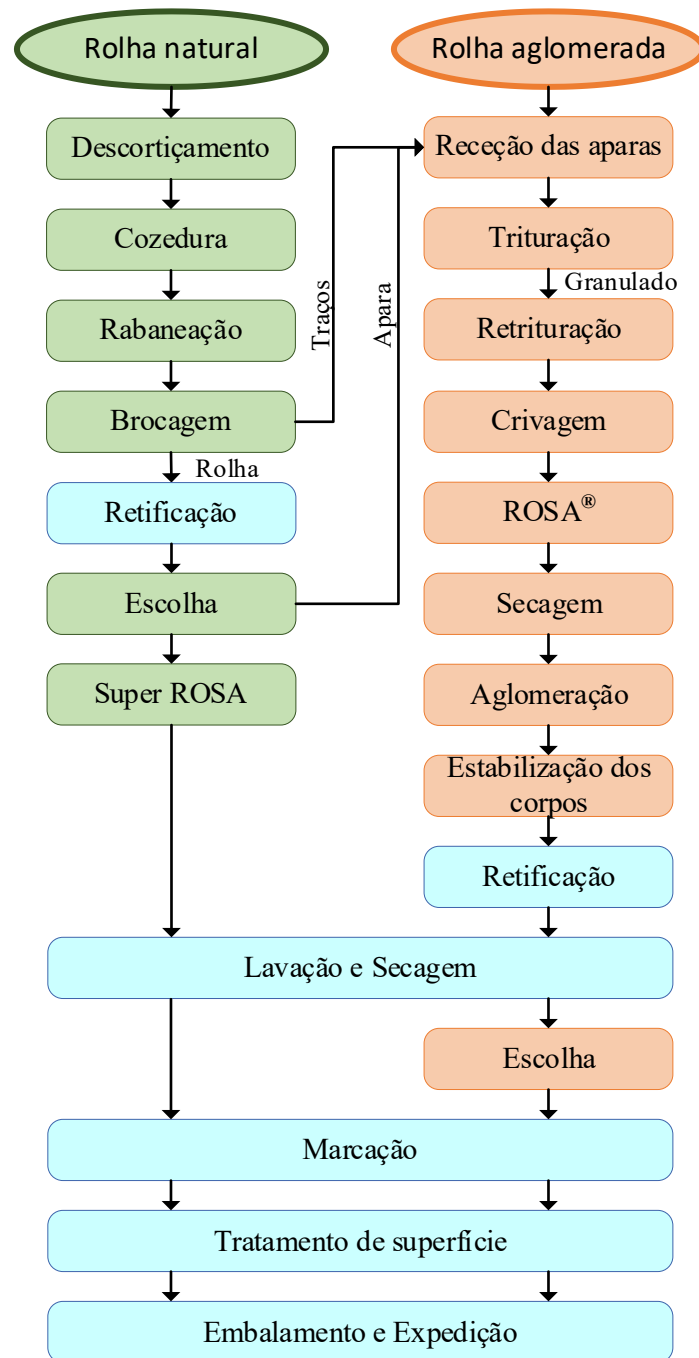 Rolha natural
Descortiçamento
Cozedura
Rabaneação
Brocagem
Rolha
Retificação
Escolha
Super ROSA
Traços
Apara
Rolha aglomerada
Receção das aparas
Trituração
Granulado
Retrituração
Crivagem
ROSA®
Secagem
Aglomeração
Estabilização dos
corpos
Retificação
Lavação e Secagem
Escolha
Marcação
Tratamento de superfície
Embalamento e Expedição